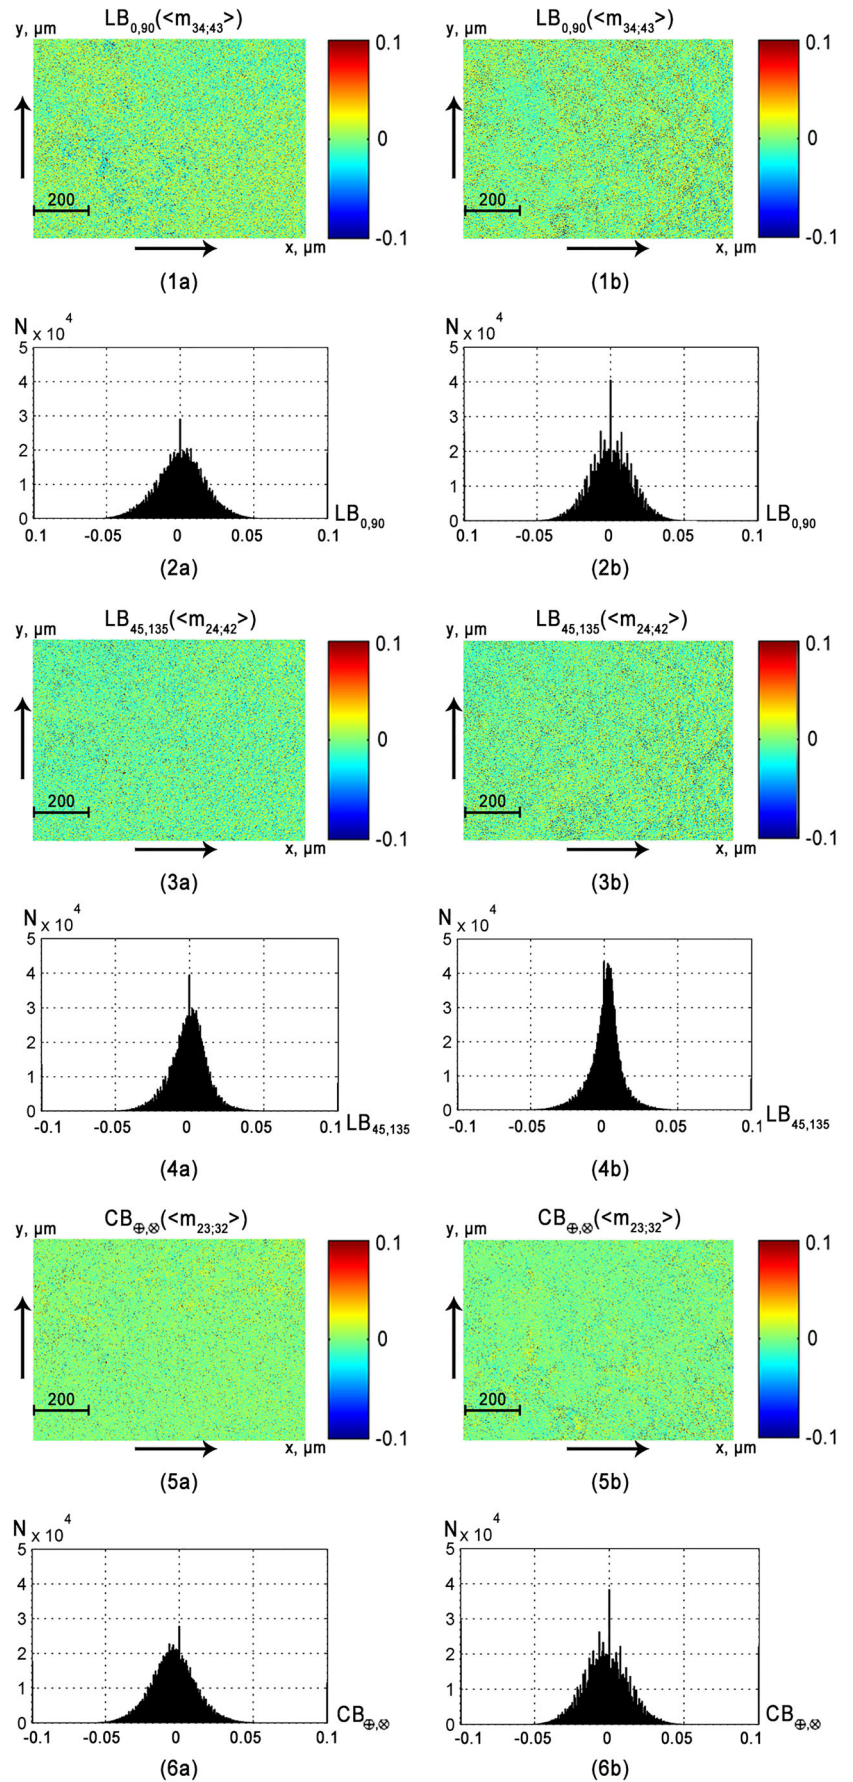 y, µm LB0,90(<m34;43>) y, µm LB0,90(<m34;43>)
0.1 0.1
0 0
200 200
-0.1 -0.1
x, µm x, µm
(1a) (1b)
N x 10^4 N x 10^4
5 5
4 4
3 3
2 2
1 1
0 LB0,90 0 LB0,90
0.1 -0.05 0 0.05 0.1 -0.1 -0.05 0 0.05 0.1
(2a) (2b)
y, µm LB45,135(<m24;42>) y, µm LB45,135(<m24;42>)
0.1 0.1
0 0
200 200
-0.1 -0.1
x, µm x, µm
(3a) (3b)
N x 10^4 N x 10^4
5 5
4 4
3 3
2 2
1 1
0 0
-0.1 -0.05 0 0.05 0.1 LB45,135 -0.1 -0.05 0 0.05 0.1 LB45,135
(4a) (4b)
y, µm CB⊕,⊗(<m23;32>) y, µm CB⊕,⊗(<m23;32>)
0.1 0.1
0 0
200 200
-0.1 -0.1
x, µm x, µm
(5a) (5b)
N x 10^4 N x 10^4
5 5
4 4
3 3
2 2
1 1
0 CB⊕,⊗ 0 CB⊕,⊗
-0.1 -0.05 0 0.05 0.1 -0.1 -0.05 0 0.05 0.1
(6a) (6b)